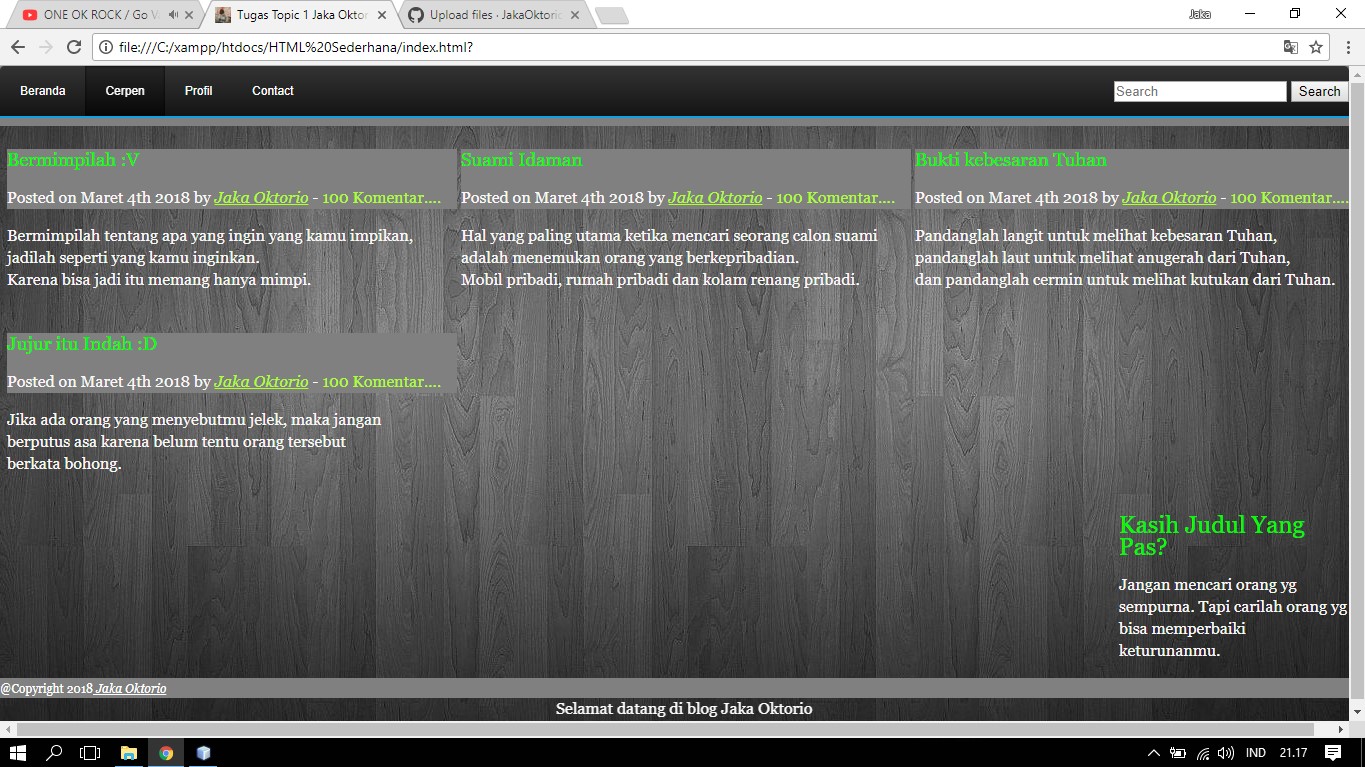 ONE OK ROCK / Go V
Tugas Topic 1 Jaka Oktor
Upload files · JakaOktorio
Jaka
file:///C:/xampp/htdocs/HTML%20Sederhana/index.html?
Beranda Cerpen Profil Contact Search Search
Bermimpilah :V
Posted on Maret 4th 2018 by Jaka Oktorio - 100 Komentar....
Bermimpilah tentang apa yang ingin yang kamu impikan,
jadilah seperti yang kamu inginkan.
Karena bisa jadi itu memang hanya mimpi.
Suami Idaman
Posted on Maret 4th 2018 by Jaka Oktorio - 100 Komentar....
Hal yang paling utama ketika mencari seorang calon suami
adalah menemukan orang yang berkepribadian.
Mobil pribadi, rumah pribadi dan kolam renang pribadi.
Bukti kebesaran Tuhan
Posted on Maret 4th 2018 by Jaka Oktorio - 100 Komentar....
Pandanglah langit untuk melihat kebesaran Tuhan,
pandanglah laut untuk melihat anugerah dari Tuhan,
dan pandanglah cermin untuk melihat kutukan dari Tuhan.
Jujur itu Indah :D
Posted on Maret 4th 2018 by Jaka Oktorio - 100 Komentar....
Jika ada orang yang menyebutmu jelek, maka jangan
berputus asa karena belum tentu orang tersebut
berkata bohong.
Kasih Judul Yang
Pas?
Jangan mencari orang yg
sempurna. Tapi carilah orang yg
bisa memperbaiki
keturunanmu.
@Copyright 2018 Jaka Oktorio
Selamat datang di blog Jaka Oktorio
IND 21.17